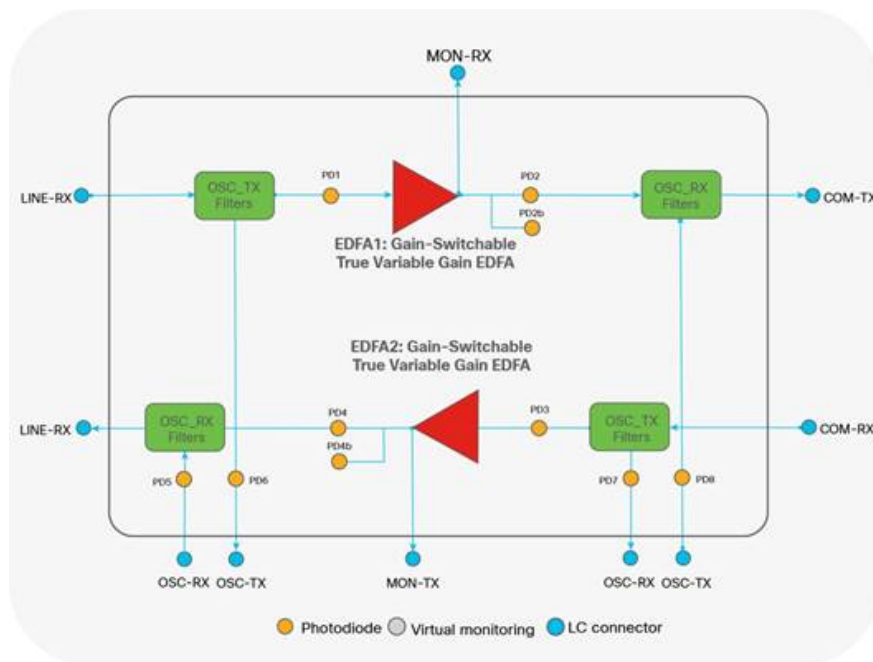 MON-RX
LINE-RX
OSC_TX
Filters
PD1
PD2
PD2b
OSC_RX
Filters
COM-TX
EDFA1: Gain-Switchable
True Variable Gain EDFA
EDFA2: Gain-Switchable
True Variable Gain EDFA
LINE-RX
OSC_RX
Filters
PD4
PD4b
PD3
OSC_TX
Filters
COM-RX
PD5
PD6
PD7
PD8
OSC-RX
OSC-TX
MON-TX
OSC-RX
OSC-TX
Photodiode
Virtual monitoring
LC connector